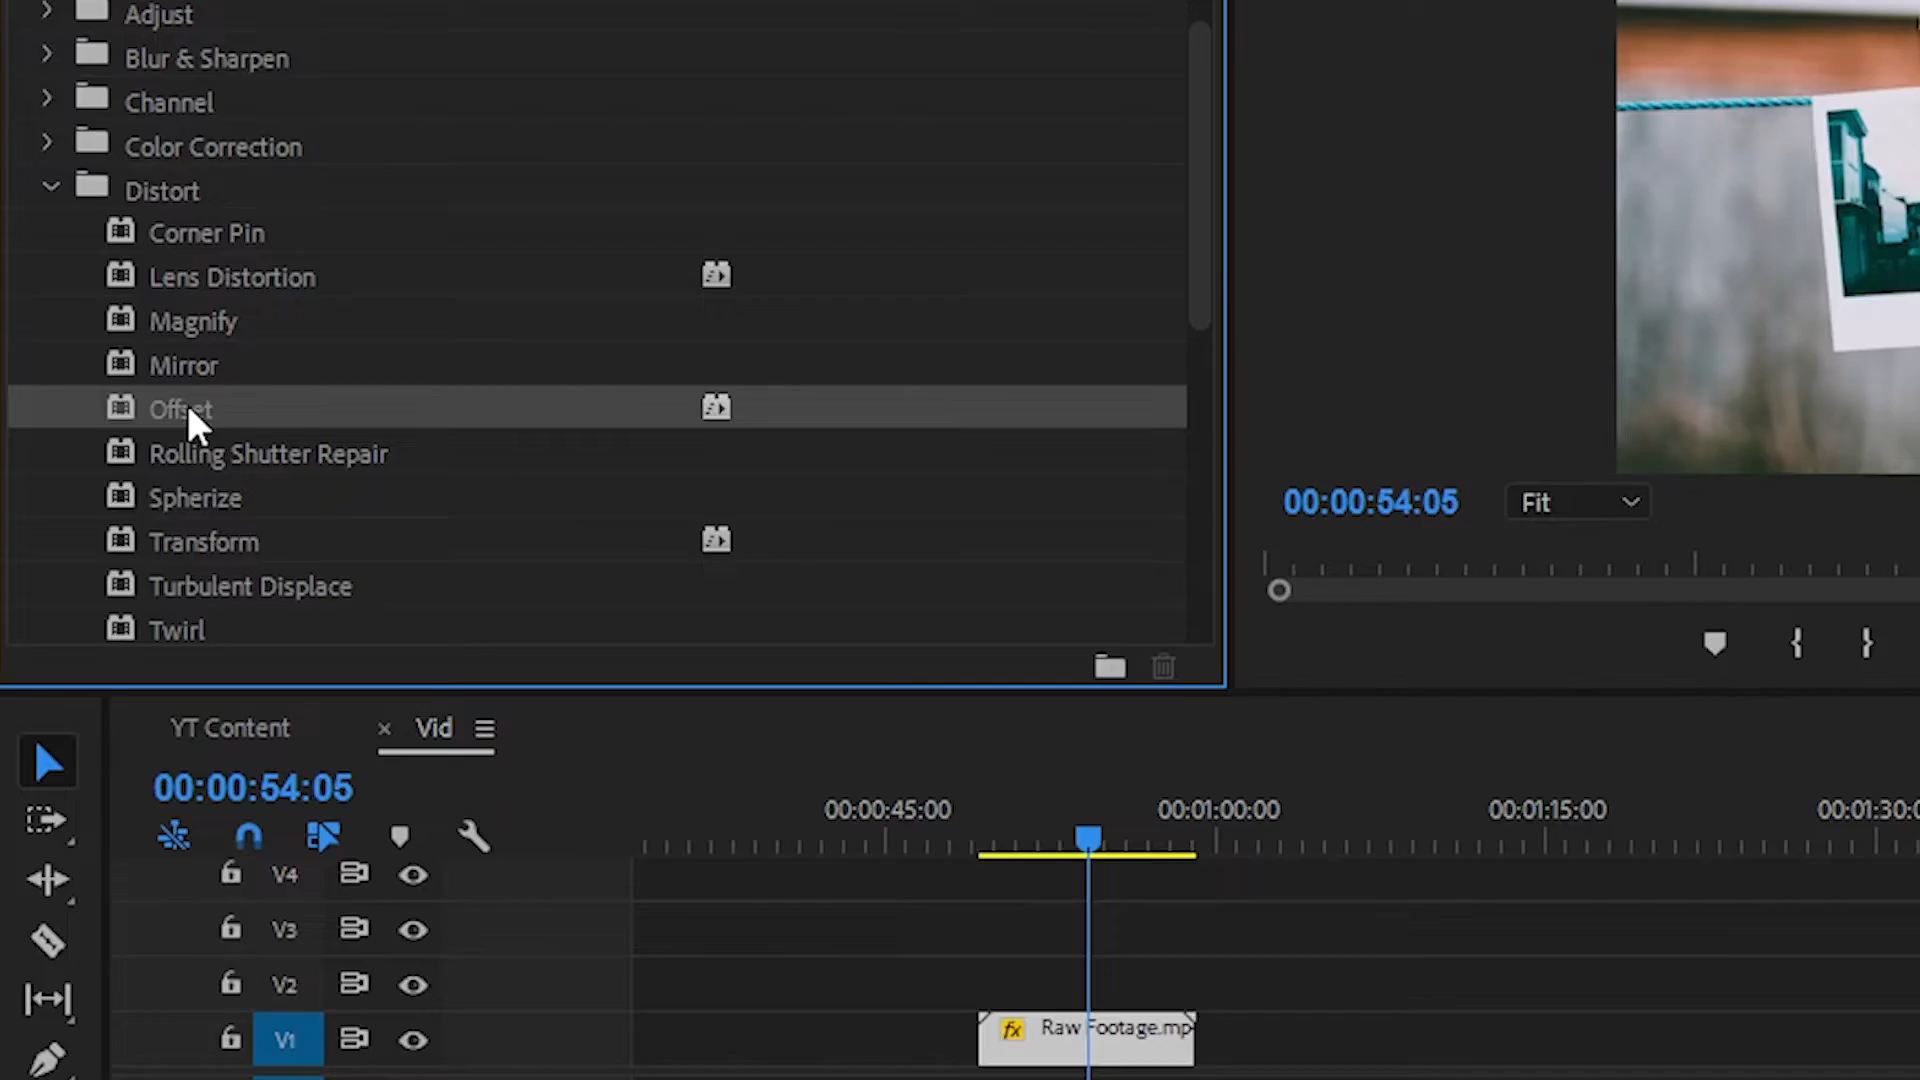 Adjust
Blur & Sharpen
Channel
Color Correction
Distort
Corner Pin
Lens Distortion
Magnify
Mirror
Offset
Rolling Shutter Repair
Spherize
Transform
Turbulent Displace
Twirl
00:00:54:05 Fit
YT Content × Vid
00:00:54:05
00:00:45:00 00:01:00:00 00:01:15:00 00:01:30:0
V4
V3
V2
V1 fx Raw Footage.mp